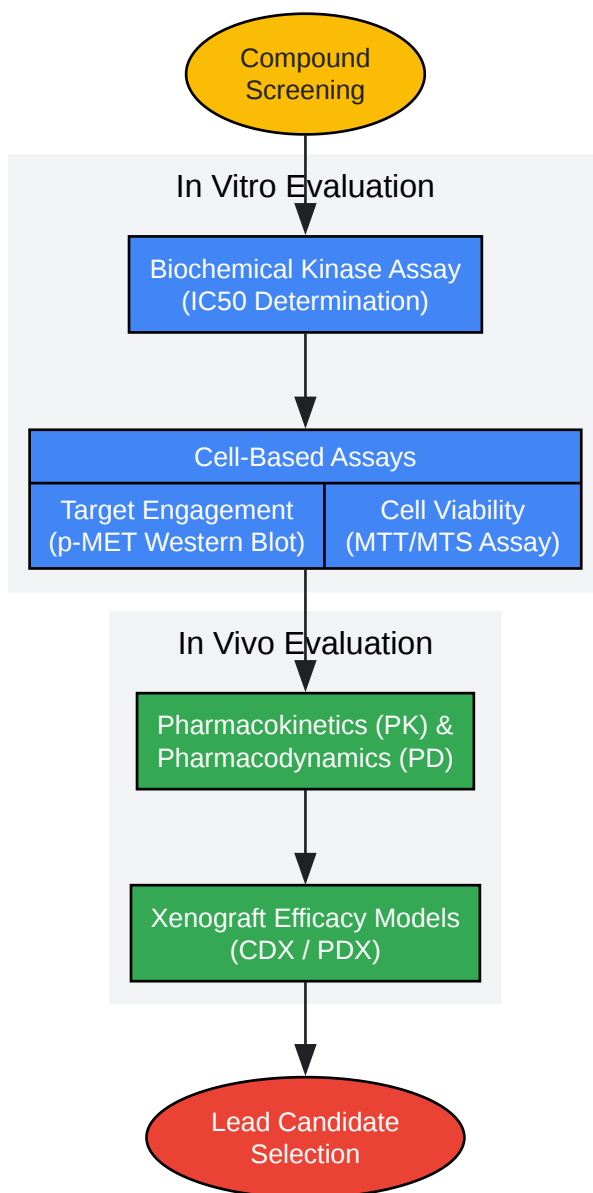 Compound
Screening
In Vitro Evaluation
Biochemical Kinase Assay
(IC50 Determination)
Cell-Based Assays
Target Engagement
(p-MET Western Blot)
Cell Viability
(MTT/MTS Assay)
In Vivo Evaluation
Pharmacokinetics (PK) &
Pharmacodynamics (PD)
Xenograft Efficacy Models
(CDX / PDX)
Lead Candidate
Selection